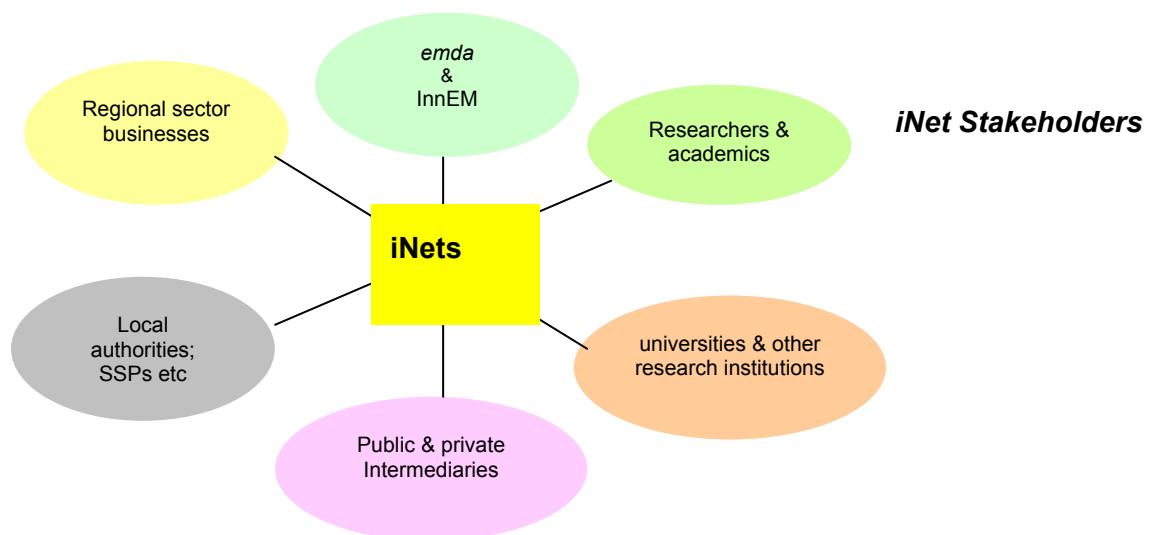 emda
&
InnEM
Regional sector
businesses
Researchers &
academics
iNet Stakeholders
iNets
Local
authorities;
SSPs etc
universities & other
research institutions
Public & private
Intermediaries